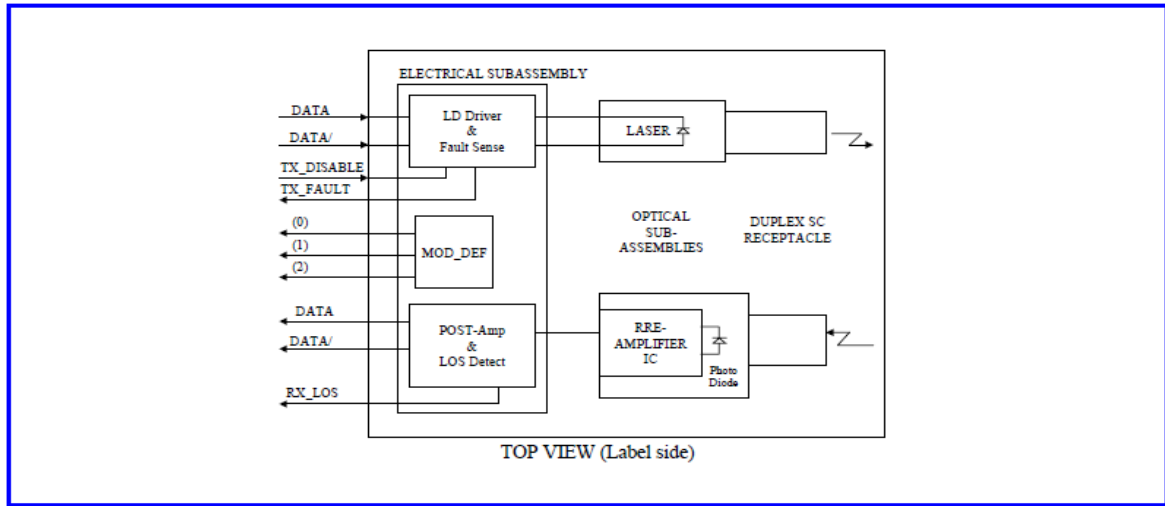 ELECTRICAL SUBASSEMBLY
DATA
DATA/
TX_DISABLE
TX_FAULT
LD Driver
&
Fault Sense
LASER
(0)
(1)
(2)
MOD_DEF
OPTICAL
SUB-
ASSEMBLIES
DUPLEX SC
RECEPTACLE
DATA
DATA/
RX_LOS
POST-Amp
&
LOS Detect
RRE-
AMPLIFIER
IC
Photo
Diode
TOP VIEW (Label side)